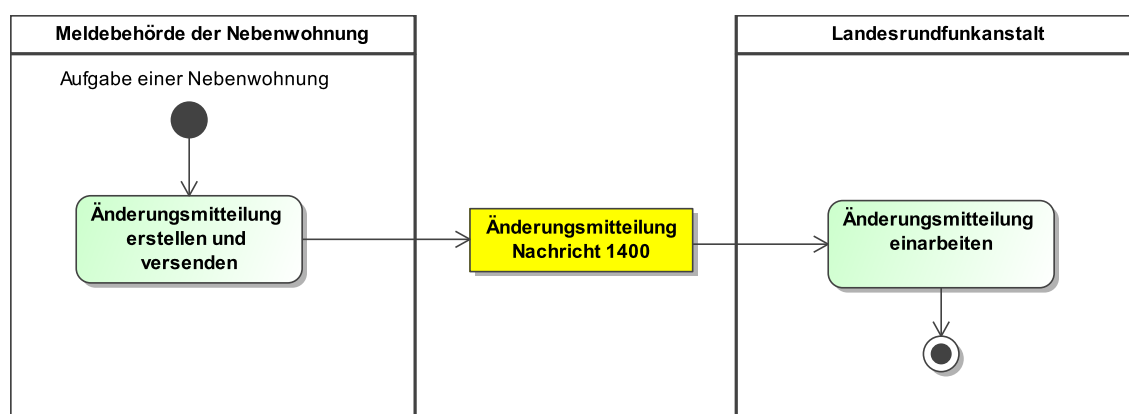 Meldebehörde der Nebenwohnung
Landesrundfunkanstalt
Aufgabe einer Nebenwohnung
Änderungsmitteilung
erstellen und
versenden
Änderungsmitteilung
Nachricht 1400
Änderungsmitteilung
einarbeiten